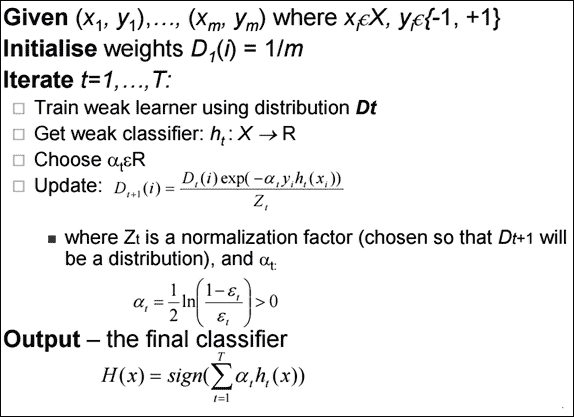 Given (x1, y1),…, (xm, ym) where xi∈X, yi∈{-1, +1}
Initialise weights D1(i) = 1/m
Iterate t=1,…,T:
□ Train weak learner using distribution Dt
□ Get weak classifier: ht : X → R
□ Choose αtεR
□ Update: Dt+1(i) = Dt(i) exp(−αt yi ht(xi)) / Zt
■ where Zt is a normalization factor (chosen so that Dt+1 will
be a distribution), and αt:
αt = 1/2 ln((1−εt)/εt) > 0
Output – the final classifier
H(x) = sign(∑t=1T αt ht(x))